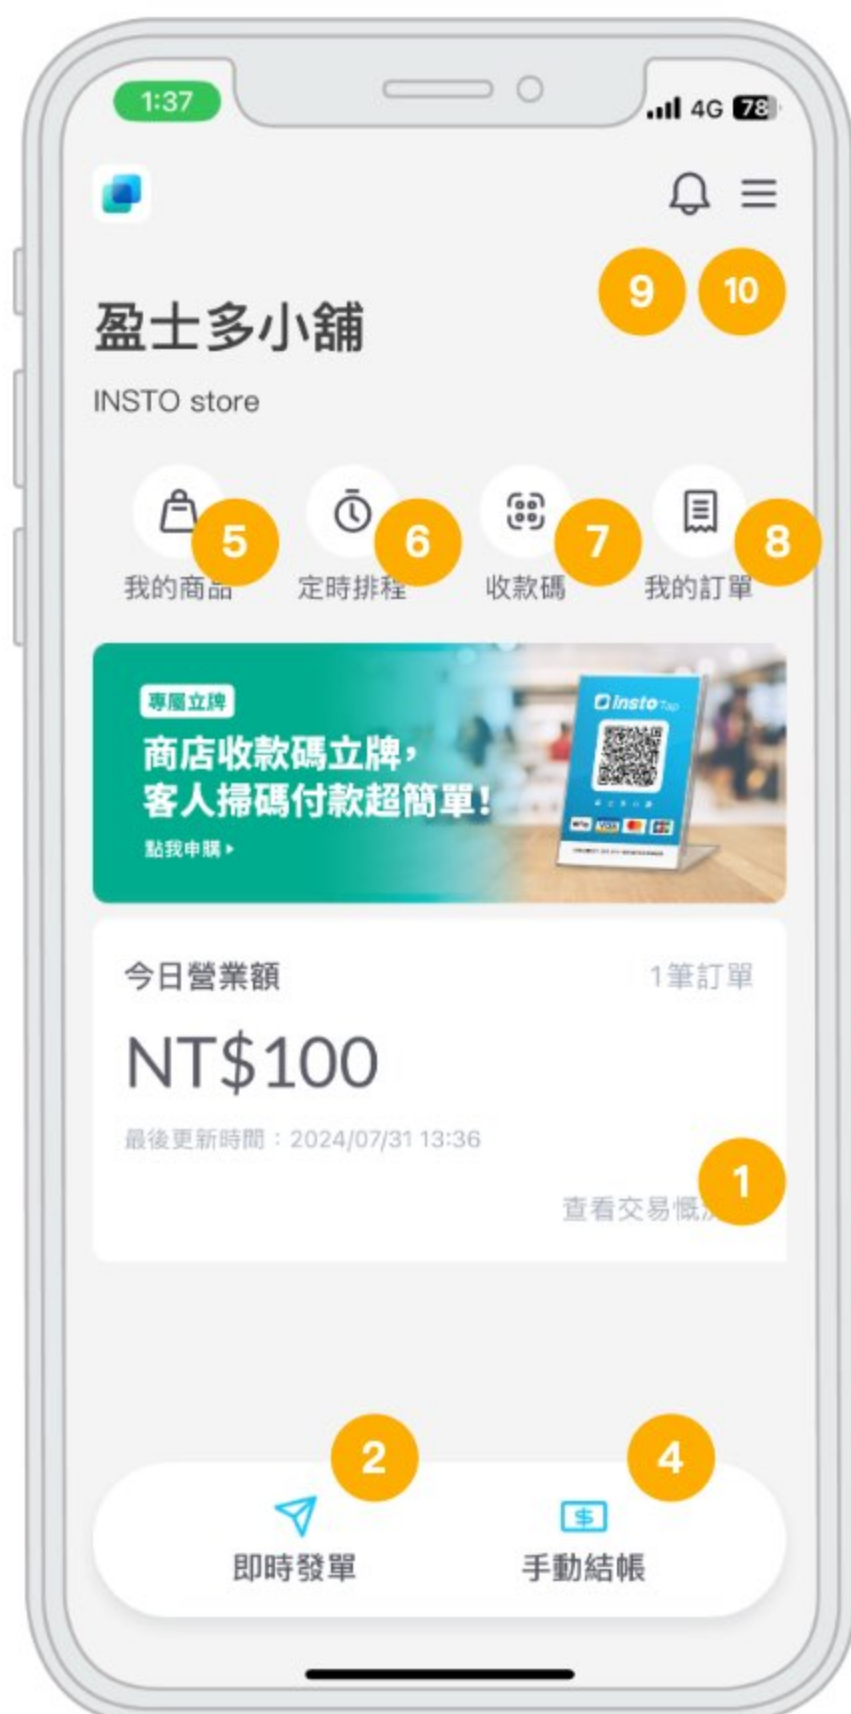 1:37
4G 78
9 10
盈士多小舖
INSTO store
5 6 7 8
我的商品 定時排程 收款碼 我的訂單
專屬立牌
insto Tap
商店收款碼立牌，
客人掃碼付款超簡單！
VISA
點我申購
今日營業額 1筆訂單
NT$100
最後更新時間：2024/07/31 13:36
1
查看交易慨
2 4
即時發單 手動結帳